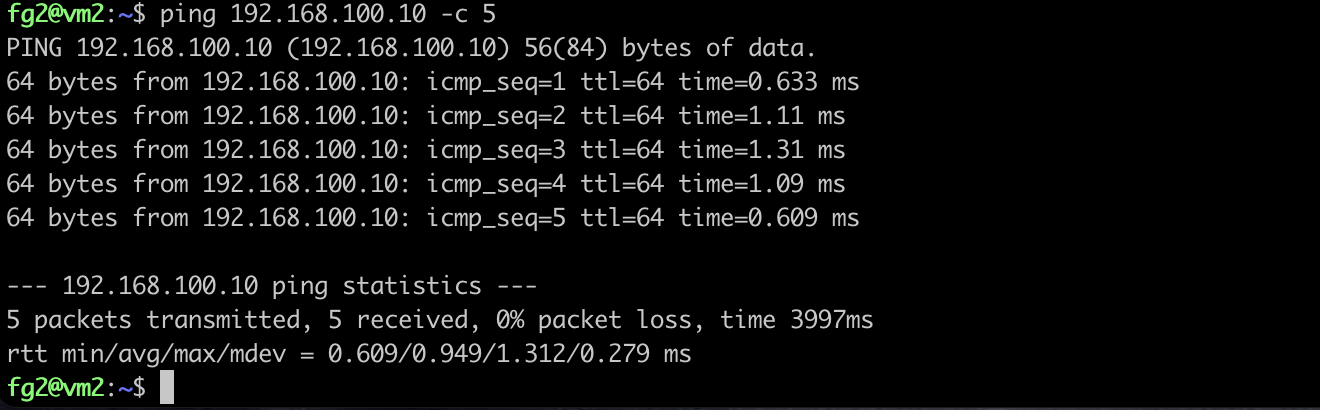 fg2@vm2:~$ ping 192.168.100.10 -c 5
PING 192.168.100.10 (192.168.100.10) 56(84) bytes of data.
64 bytes from 192.168.100.10: icmp_seq=1 ttl=64 time=0.633 ms
64 bytes from 192.168.100.10: icmp_seq=2 ttl=64 time=1.11 ms
64 bytes from 192.168.100.10: icmp_seq=3 ttl=64 time=1.31 ms
64 bytes from 192.168.100.10: icmp_seq=4 ttl=64 time=1.09 ms
64 bytes from 192.168.100.10: icmp_seq=5 ttl=64 time=0.609 ms

--- 192.168.100.10 ping statistics ---
5 packets transmitted, 5 received, 0% packet loss, time 3997ms
rtt min/avg/max/mdev = 0.609/0.949/1.312/0.279 ms
fg2@vm2:~$